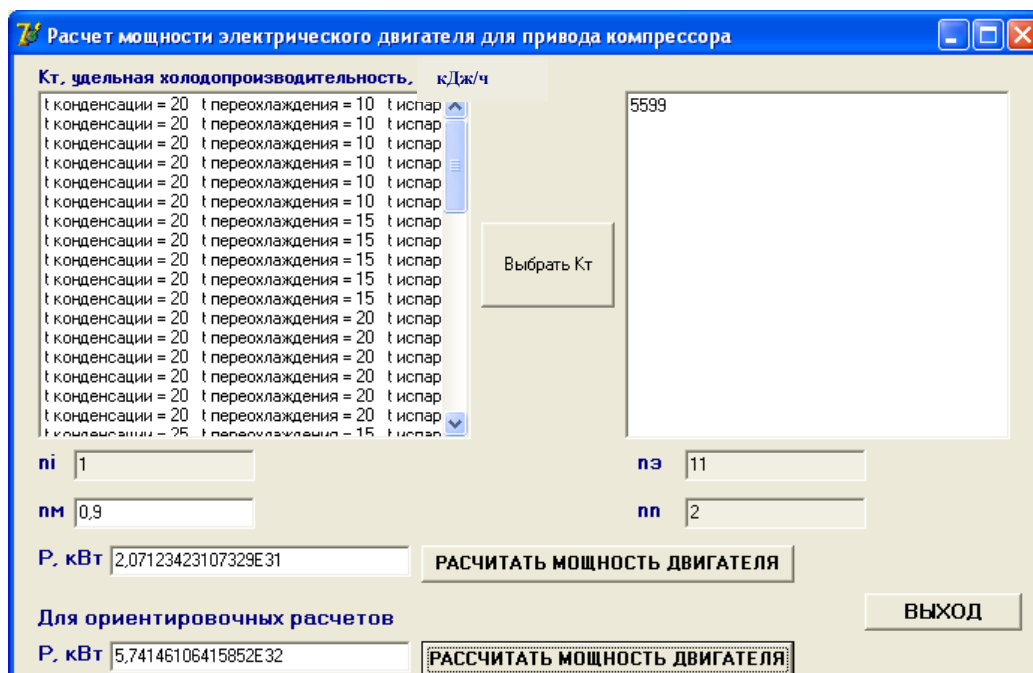 Расчет мощности электрического двигателя для привода компрессора
Кт, удельная холодопроизводительность, кДж/ч
t конденсации = 20 t переохлаждения = 10 t испар
t конденсации = 20 t переохлаждения = 10 t испар
t конденсации = 20 t переохлаждения = 10 t испар
t конденсации = 20 t переохлаждения = 10 t испар
t конденсации = 20 t переохлаждения = 10 t испар
t конденсации = 20 t переохлаждения = 10 t испар
t конденсации = 20 t переохлаждения = 15 t испар
t конденсации = 20 t переохлаждения = 15 t испар
t конденсации = 20 t переохлаждения = 15 t испар
t конденсации = 20 t переохлаждения = 15 t испар
t конденсации = 20 t переохлаждения = 15 t испар
t конденсации = 20 t переохлаждения = 20 t испар
t конденсации = 20 t переохлаждения = 20 t испар
t конденсации = 20 t переохлаждения = 20 t испар
t конденсации = 20 t переохлаждения = 20 t испар
t конденсации = 20 t переохлаждения = 20 t испар
t конденсации = 20 t переохлаждения = 20 t испар
t конденсации = 25 t переохлаждения = 15 t испар
Выбрать Кт
5599
ni 1
nэ 11
nм 0,9
nп 2
P, кВт 2,07123423107329E31 РАСЧИТАТЬ МОЩНОСТЬ ДВИГАТЕЛЯ
ВЫХОД
Для ориентировочных расчетов
P, кВт 5,74146106415852E32 РАССЧИТАТЬ МОЩНОСТЬ ДВИГАТЕЛЯ